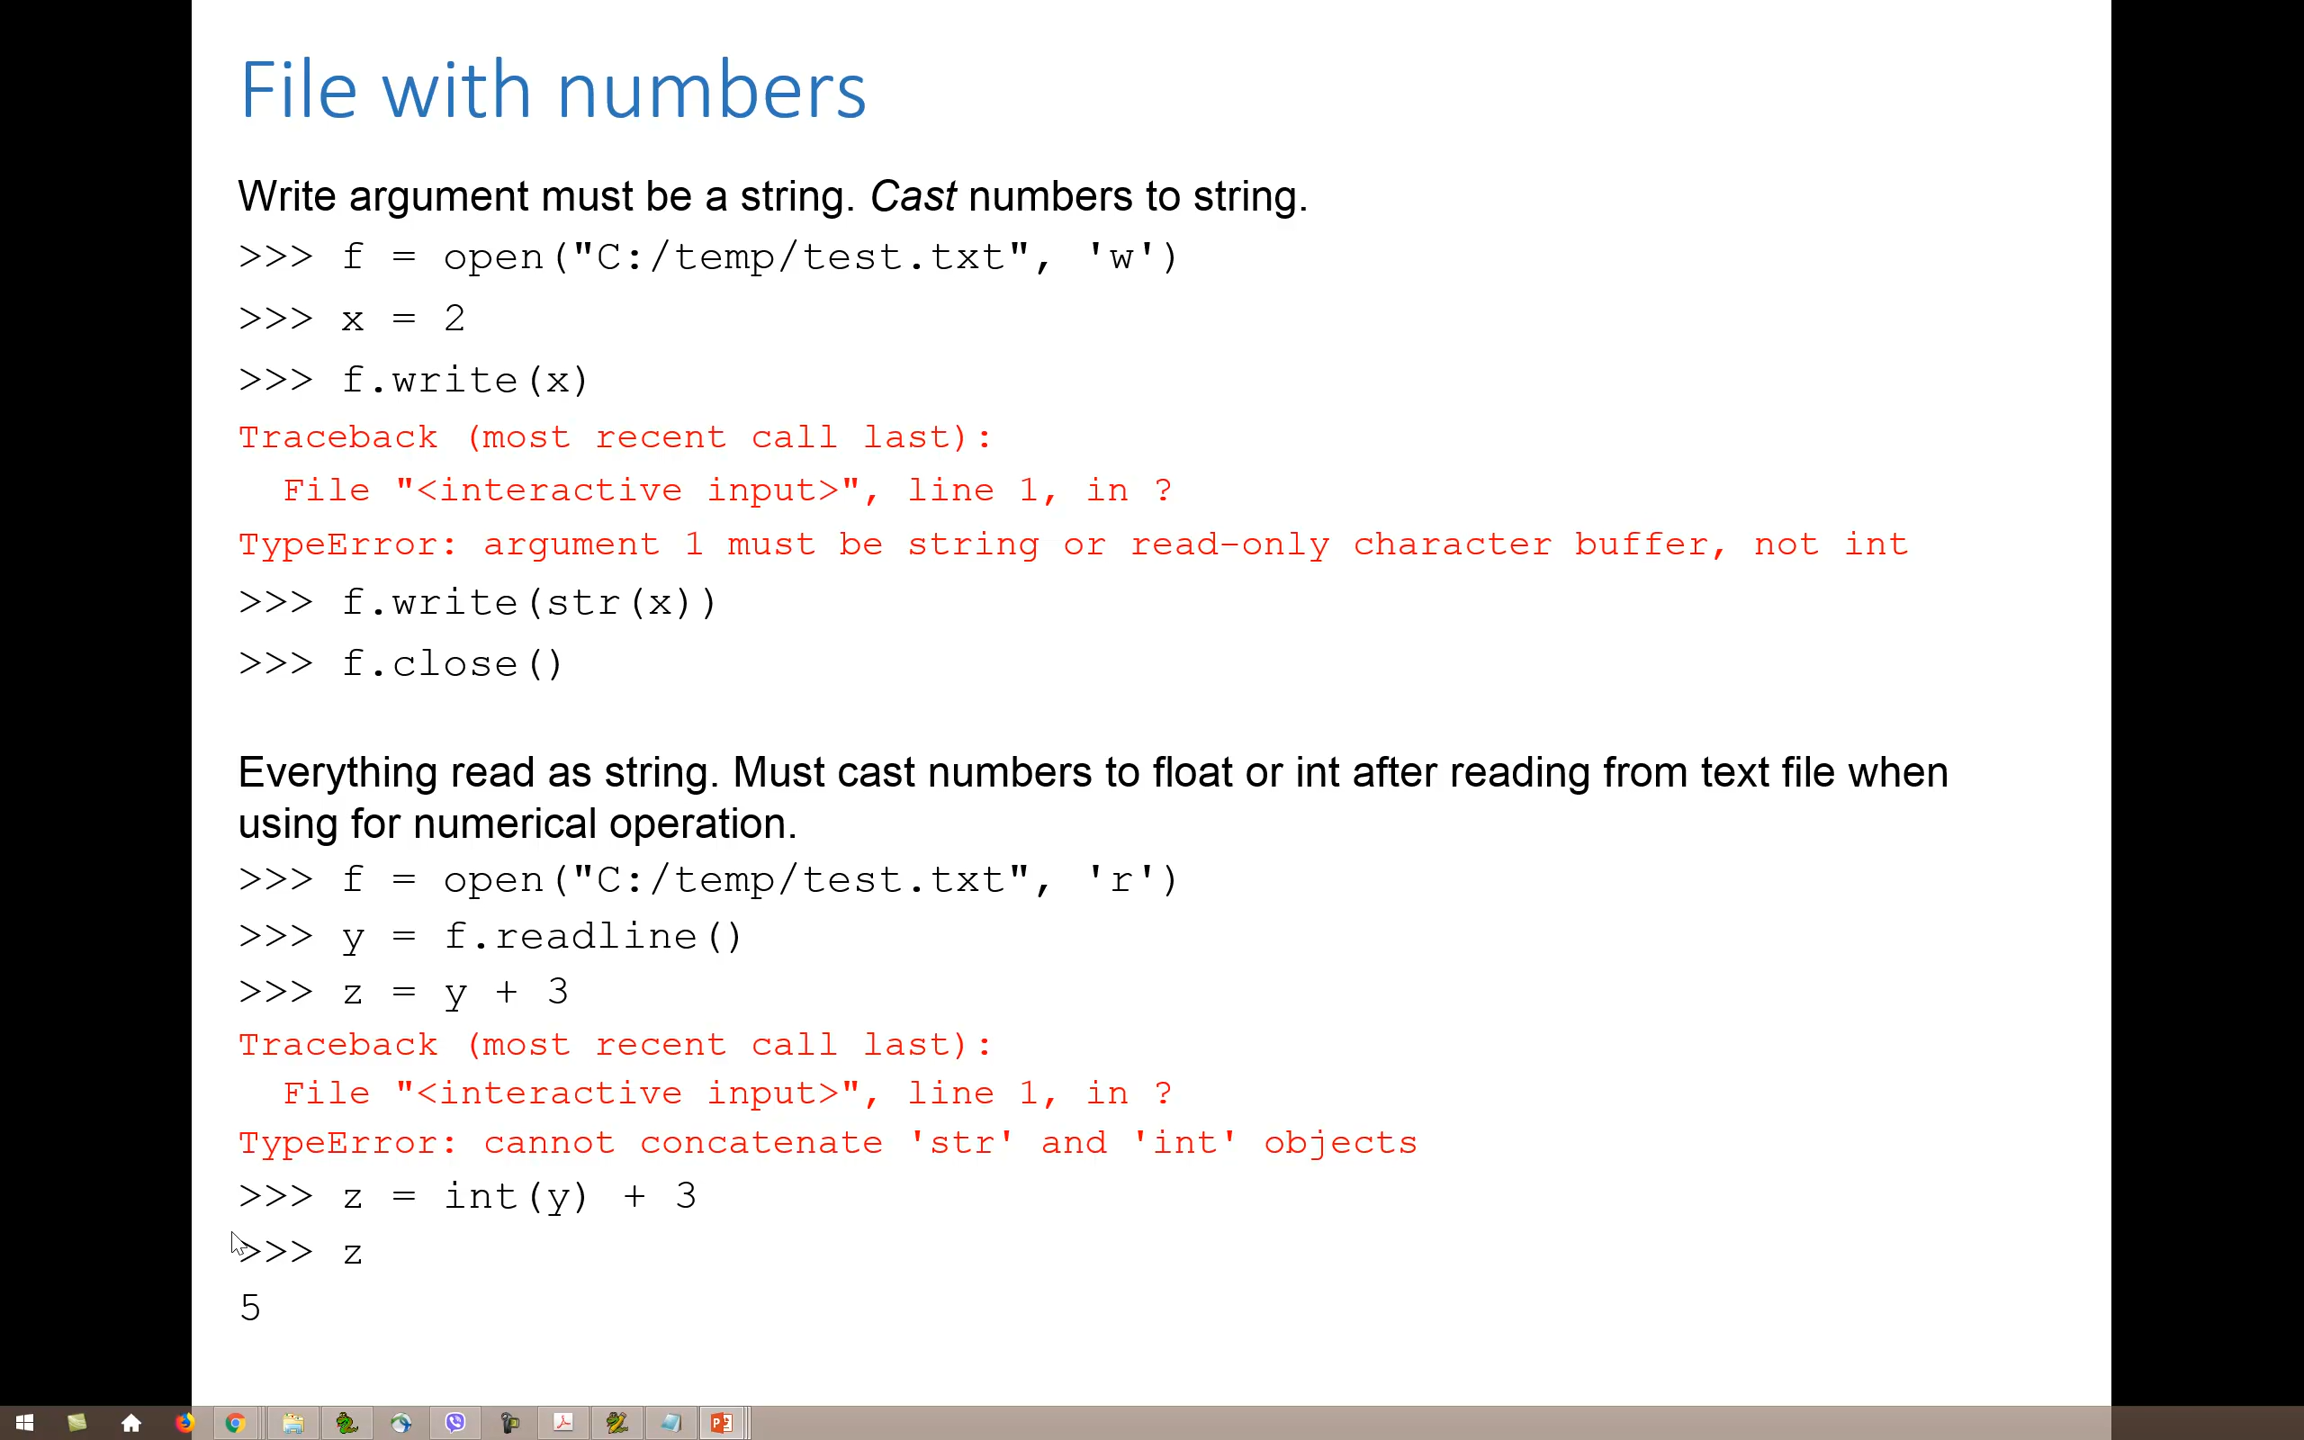 File with numbers
Write argument must be a string. Cast numbers to string.
>>> f = open("C:/temp/test.txt", 'w')
>>> x = 2
>>> f.write(x)
Traceback (most recent call last):
  File "<interactive input>", line 1, in ?
TypeError: argument 1 must be string or read-only character buffer, not int
>>> f.write(str(x))
>>> f.close()
Everything read as string. Must cast numbers to float or int after reading from text file when
using for numerical operation.
>>> f = open("C:/temp/test.txt", 'r')
>>> y = f.readline()
>>> z = y + 3
Traceback (most recent call last):
  File "<interactive input>", line 1, in ?
TypeError: cannot concatenate 'str' and 'int' objects
>>> z = int(y) + 3
>>> z
5